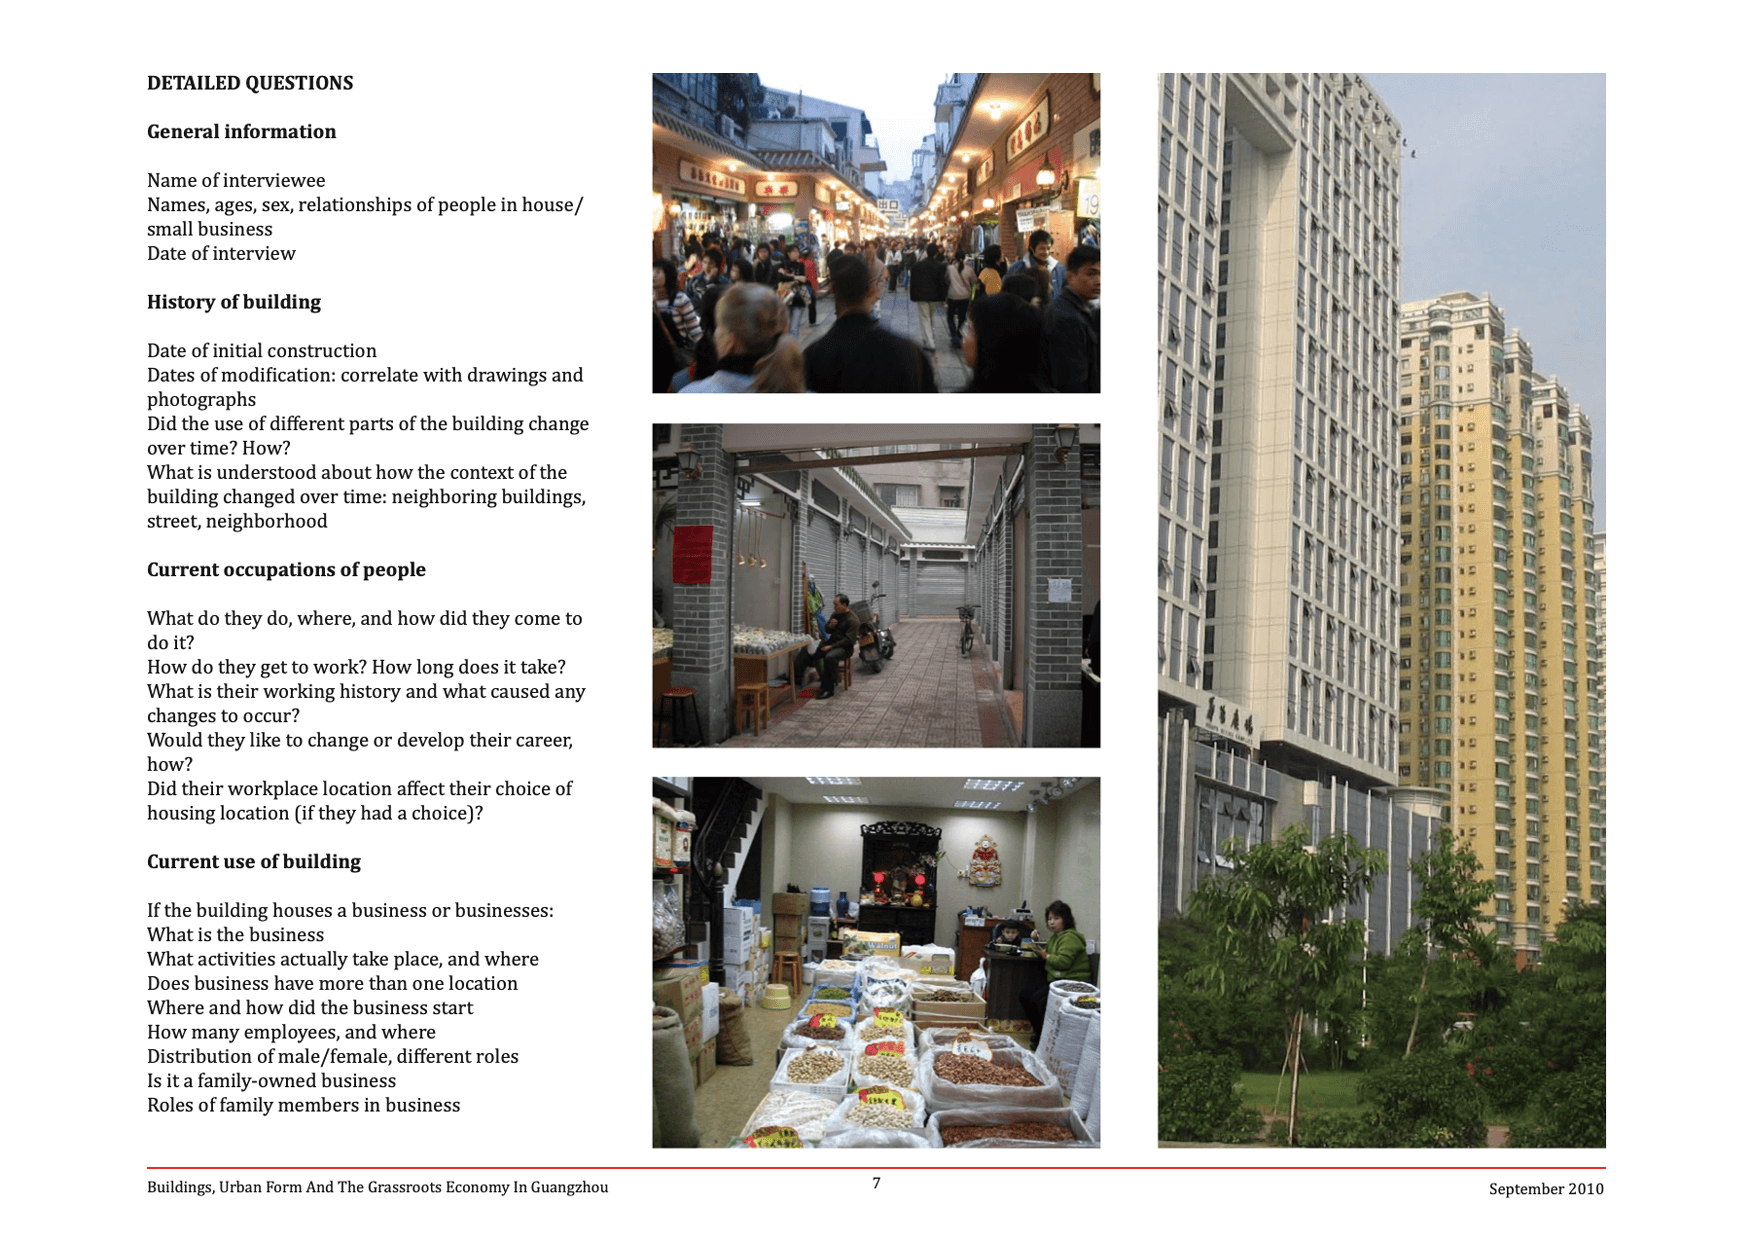 DETAILED QUESTIONS
General information
Name of interviewee
Names, ages, sex, relationships of people in house/
small business
Date of interview
History of building
Date of initial construction
Dates of modification: correlate with drawings and
photographs
Did the use of different parts of the building change
over time? How?
What is understood about how the context of the
building changed over time: neighboring buildings,
street, neighborhood
Current occupations of people
What do they do, where, and how did they come to
do it?
How do they get to work? How long does it take?
What is their working history and what caused any
changes to occur?
Would they like to change or develop their career,
how?
Did their workplace location affect their choice of
housing location (if they had a choice)?
Current use of building
If the building houses a business or businesses:
What is the business
What activities actually take place, and where
Does business have more than one location
Where and how did the business start
How many employees, and where
Distribution of male/female, different roles
Is it a family-owned business
Roles of family members in business
出口
19
Walnut
Buildings, Urban Form And The Grassroots Economy In Guangzhou
7
September 2010